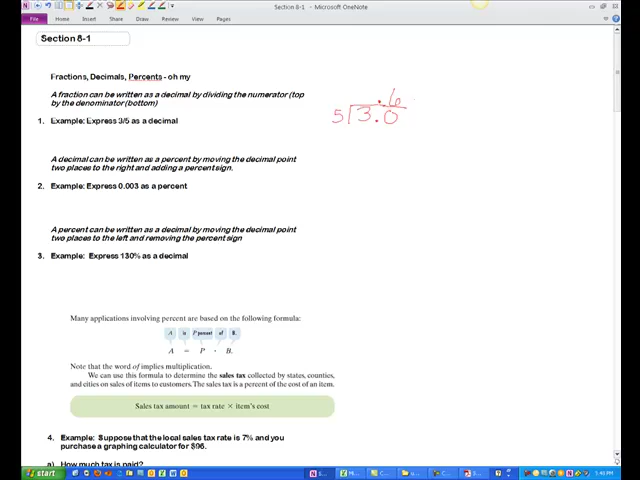 Section 8-1 - Microsoft OneNote
File Home Insert Share Draw Review View Pages
Section 8-1
Fractions, Decimals, Percents - oh my
A fraction can be written as a decimal by dividing the numerator (top
by the denominator (bottom)
1. Example: Express 3/5 as a decimal
.6
5 3.0
A decimal can be written as a percent by moving the decimal point
two places to the right and adding a percent sign.
2. Example: Express 0.003 as a percent
A percent can be written as a decimal by moving the decimal point
two places to the left and removing the percent sign
3. Example: Express 130% as a decimal
Many applications involving percent are based on the following formula:
A is P percent of B.
A = P · B.
Note that the word of implies multiplication.
We can use this formula to determine the sales tax collected by states, counties,
and cities on sales of items to customers. The sales tax is a percent of the cost of an item.
Sales tax amount = tax rate × item's cost
4. Example: Suppose that the local sales tax rate is 7% and you
purchase a graphing calculator for $96.
a) How much tax is paid?
start
5:40 PM